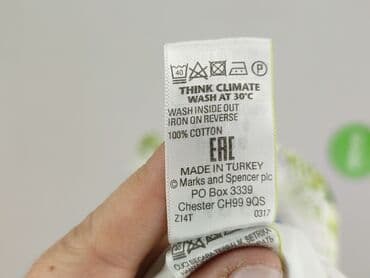 40 P
THINK CLIMATE
WASH AT 30°C
WASH INSIDE OUT
IRON ON REVERSE
100% COTTON
EAC
MADE IN TURKEY
© Marks and Spencer plc
PO Box 3339
Chester CH99 9QS
Z14T 0317